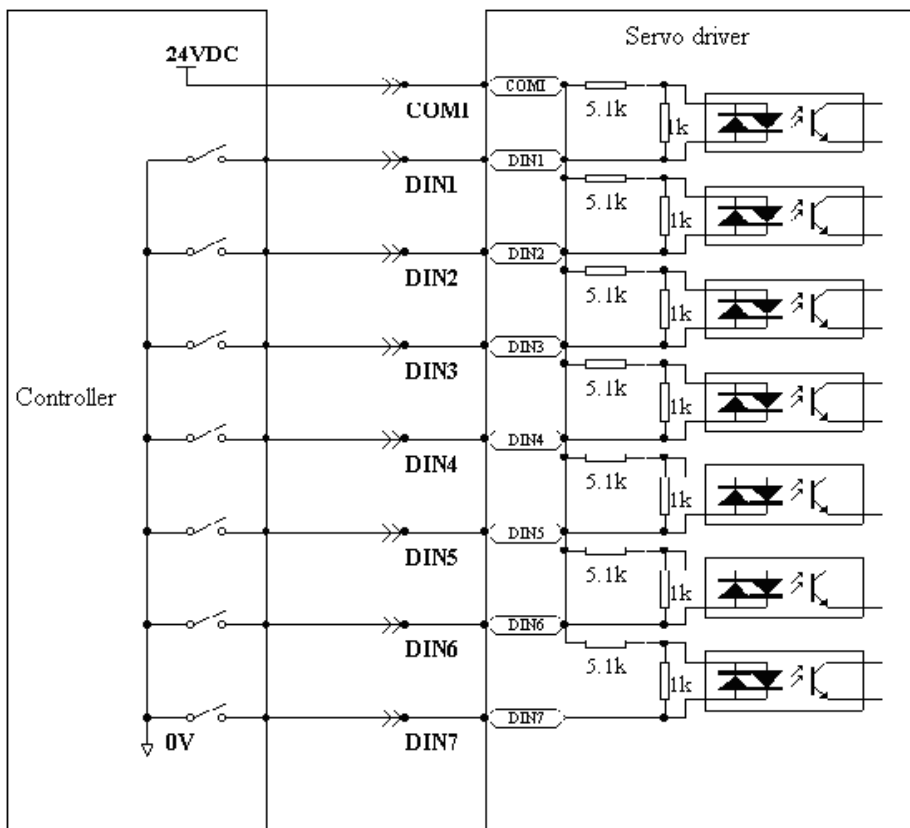 Servo driver
24VDC
COMI
COMI
5.1k
1k
DIN1
DIN1
5.1k
1k
DIN2
DIN2
5.1k
1k
DIN3
DIN3
5.1k
1k
Controller
DIN4
DIN4
5.1k
1k
DIN5
DIN5
5.1k
1k
DIN6
DIN6
5.1k
1k
DIN7
DIN7
0V